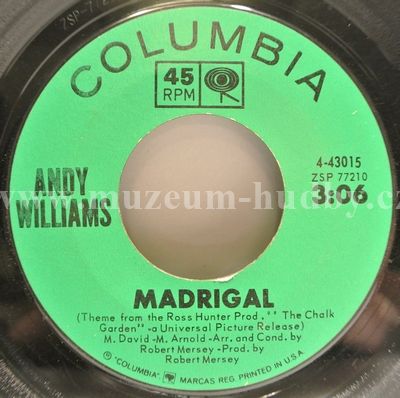 ZSP-772
COLUMBIA
45
RPM
4-43015
ZSP 77210
3:06
ANDY
WILLIAMS
www.muzeum-hudby.cz
MADRIGAL
(Theme from the Ross Hunter Prod.'' "The Chalk
Garden" -a Universal Picture Release)
M. David -M. Arnold -Arr. and Cond. by
Robert Mersey -Prod. by
Robert Mersey
® "COLUMBIA" MARCAS REG. PRINTED IN U.S.A.